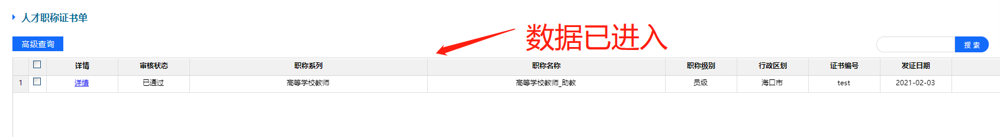 人才职称证书单
数据已进入
高级查询
搜 索
详情 审核状态 职称系列 职称名称 职称级别 行政区划 证书编号 发证日期
1 详情 已通过 高等学校教师 高等学校教师_助教 员级 海口市 test 2021-02-03